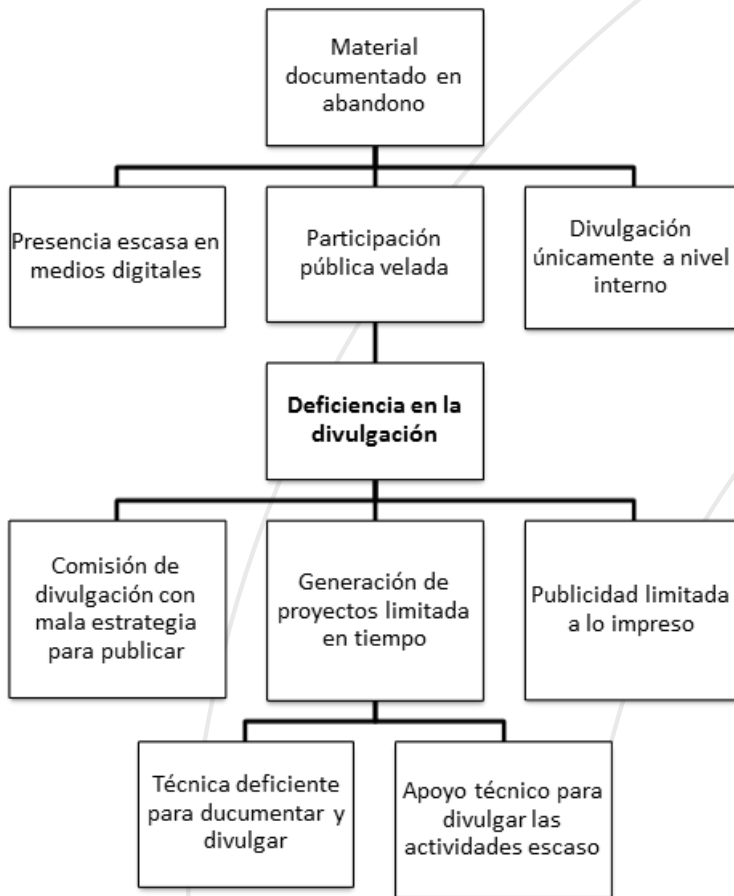 Material
documentado en
abandono
Presencia escasa en
medios digitales
Participación
pública velada
Divulgación
únicamente a nivel
interno
Deficiencia en la
divulgación
Comisión de
divulgación con
mala estrategia
para publicar
Generación de
proyectos limitada
en tiempo
Publicidad limitada
a lo impreso
Técnica deficiente
para ducumentar y
divulgar
Apoyo técnico para
divulgar las
actividades escaso